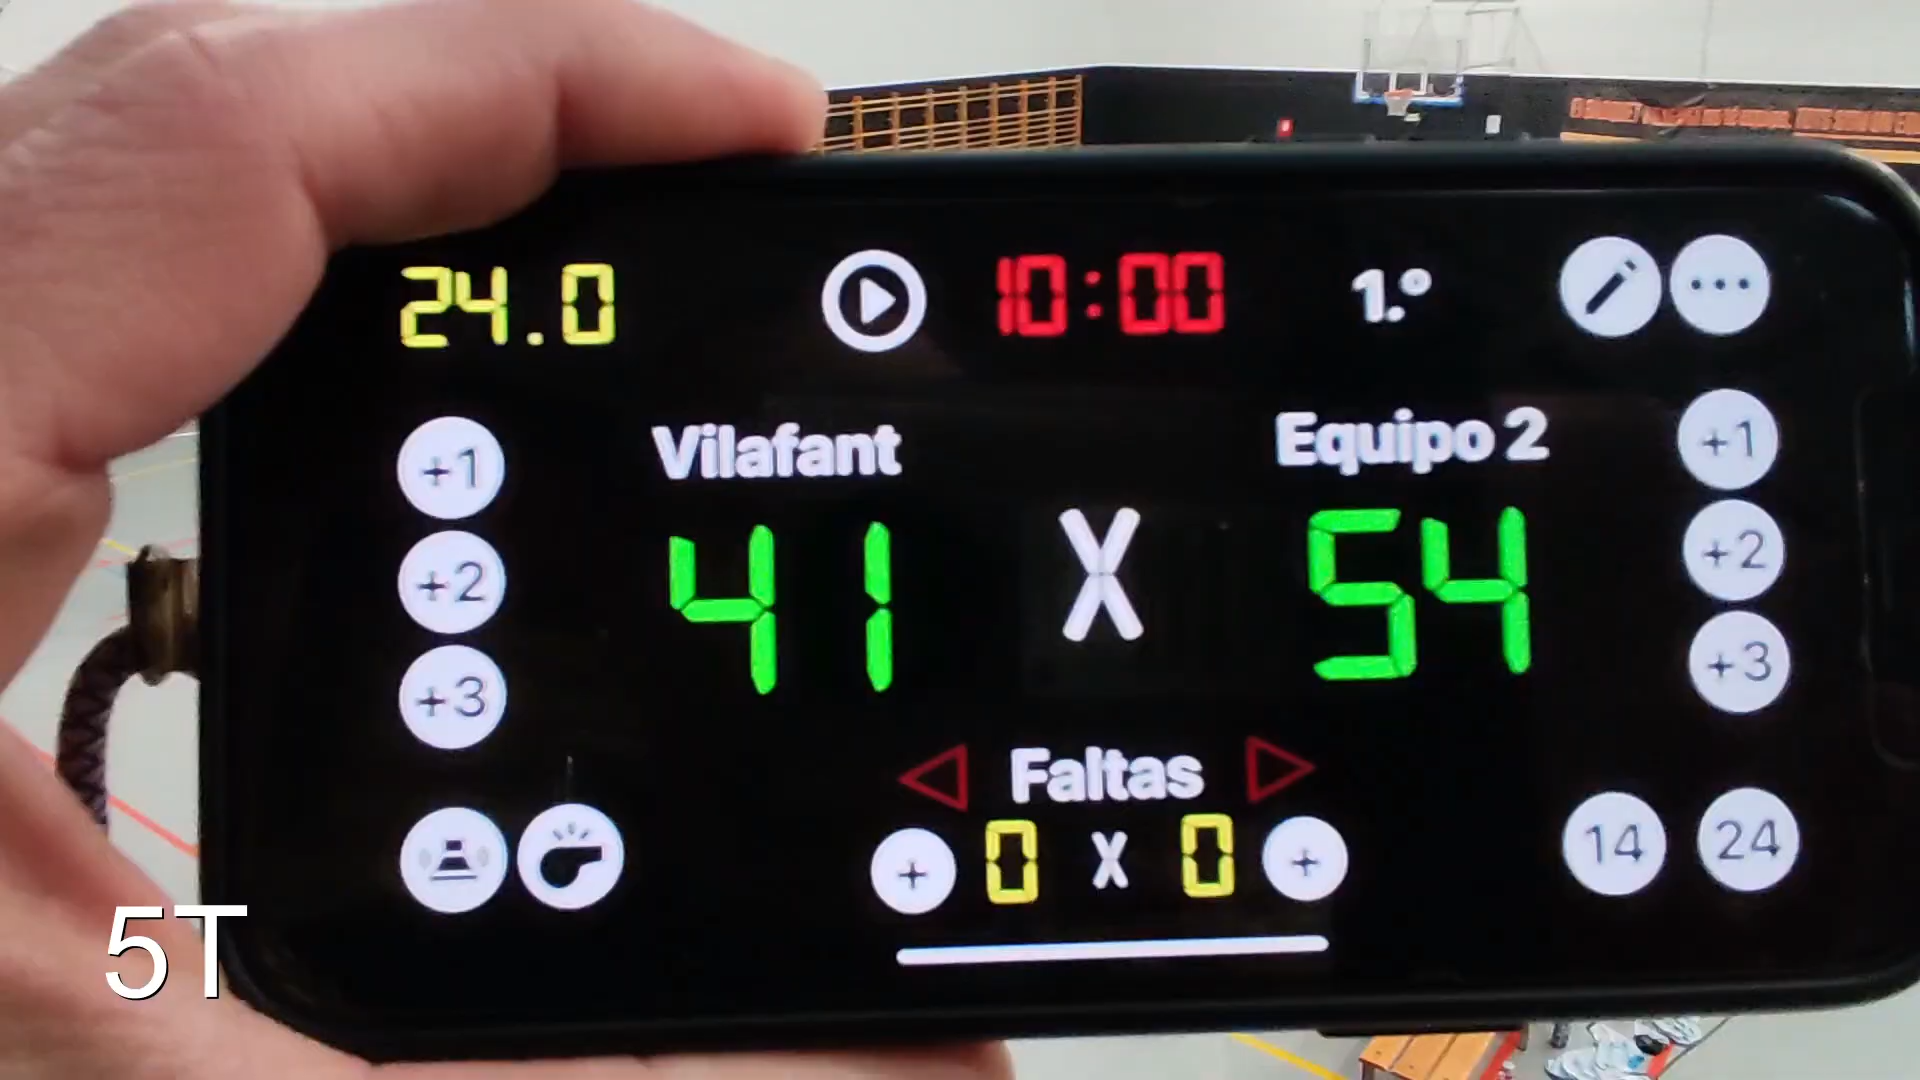 24.0 10:00 1.º
Vilafant Equipo 2
+1 +1
41 X 54
+2 +2
+3 +3
Faltas
+ 0 X 0 +
14 24
5T